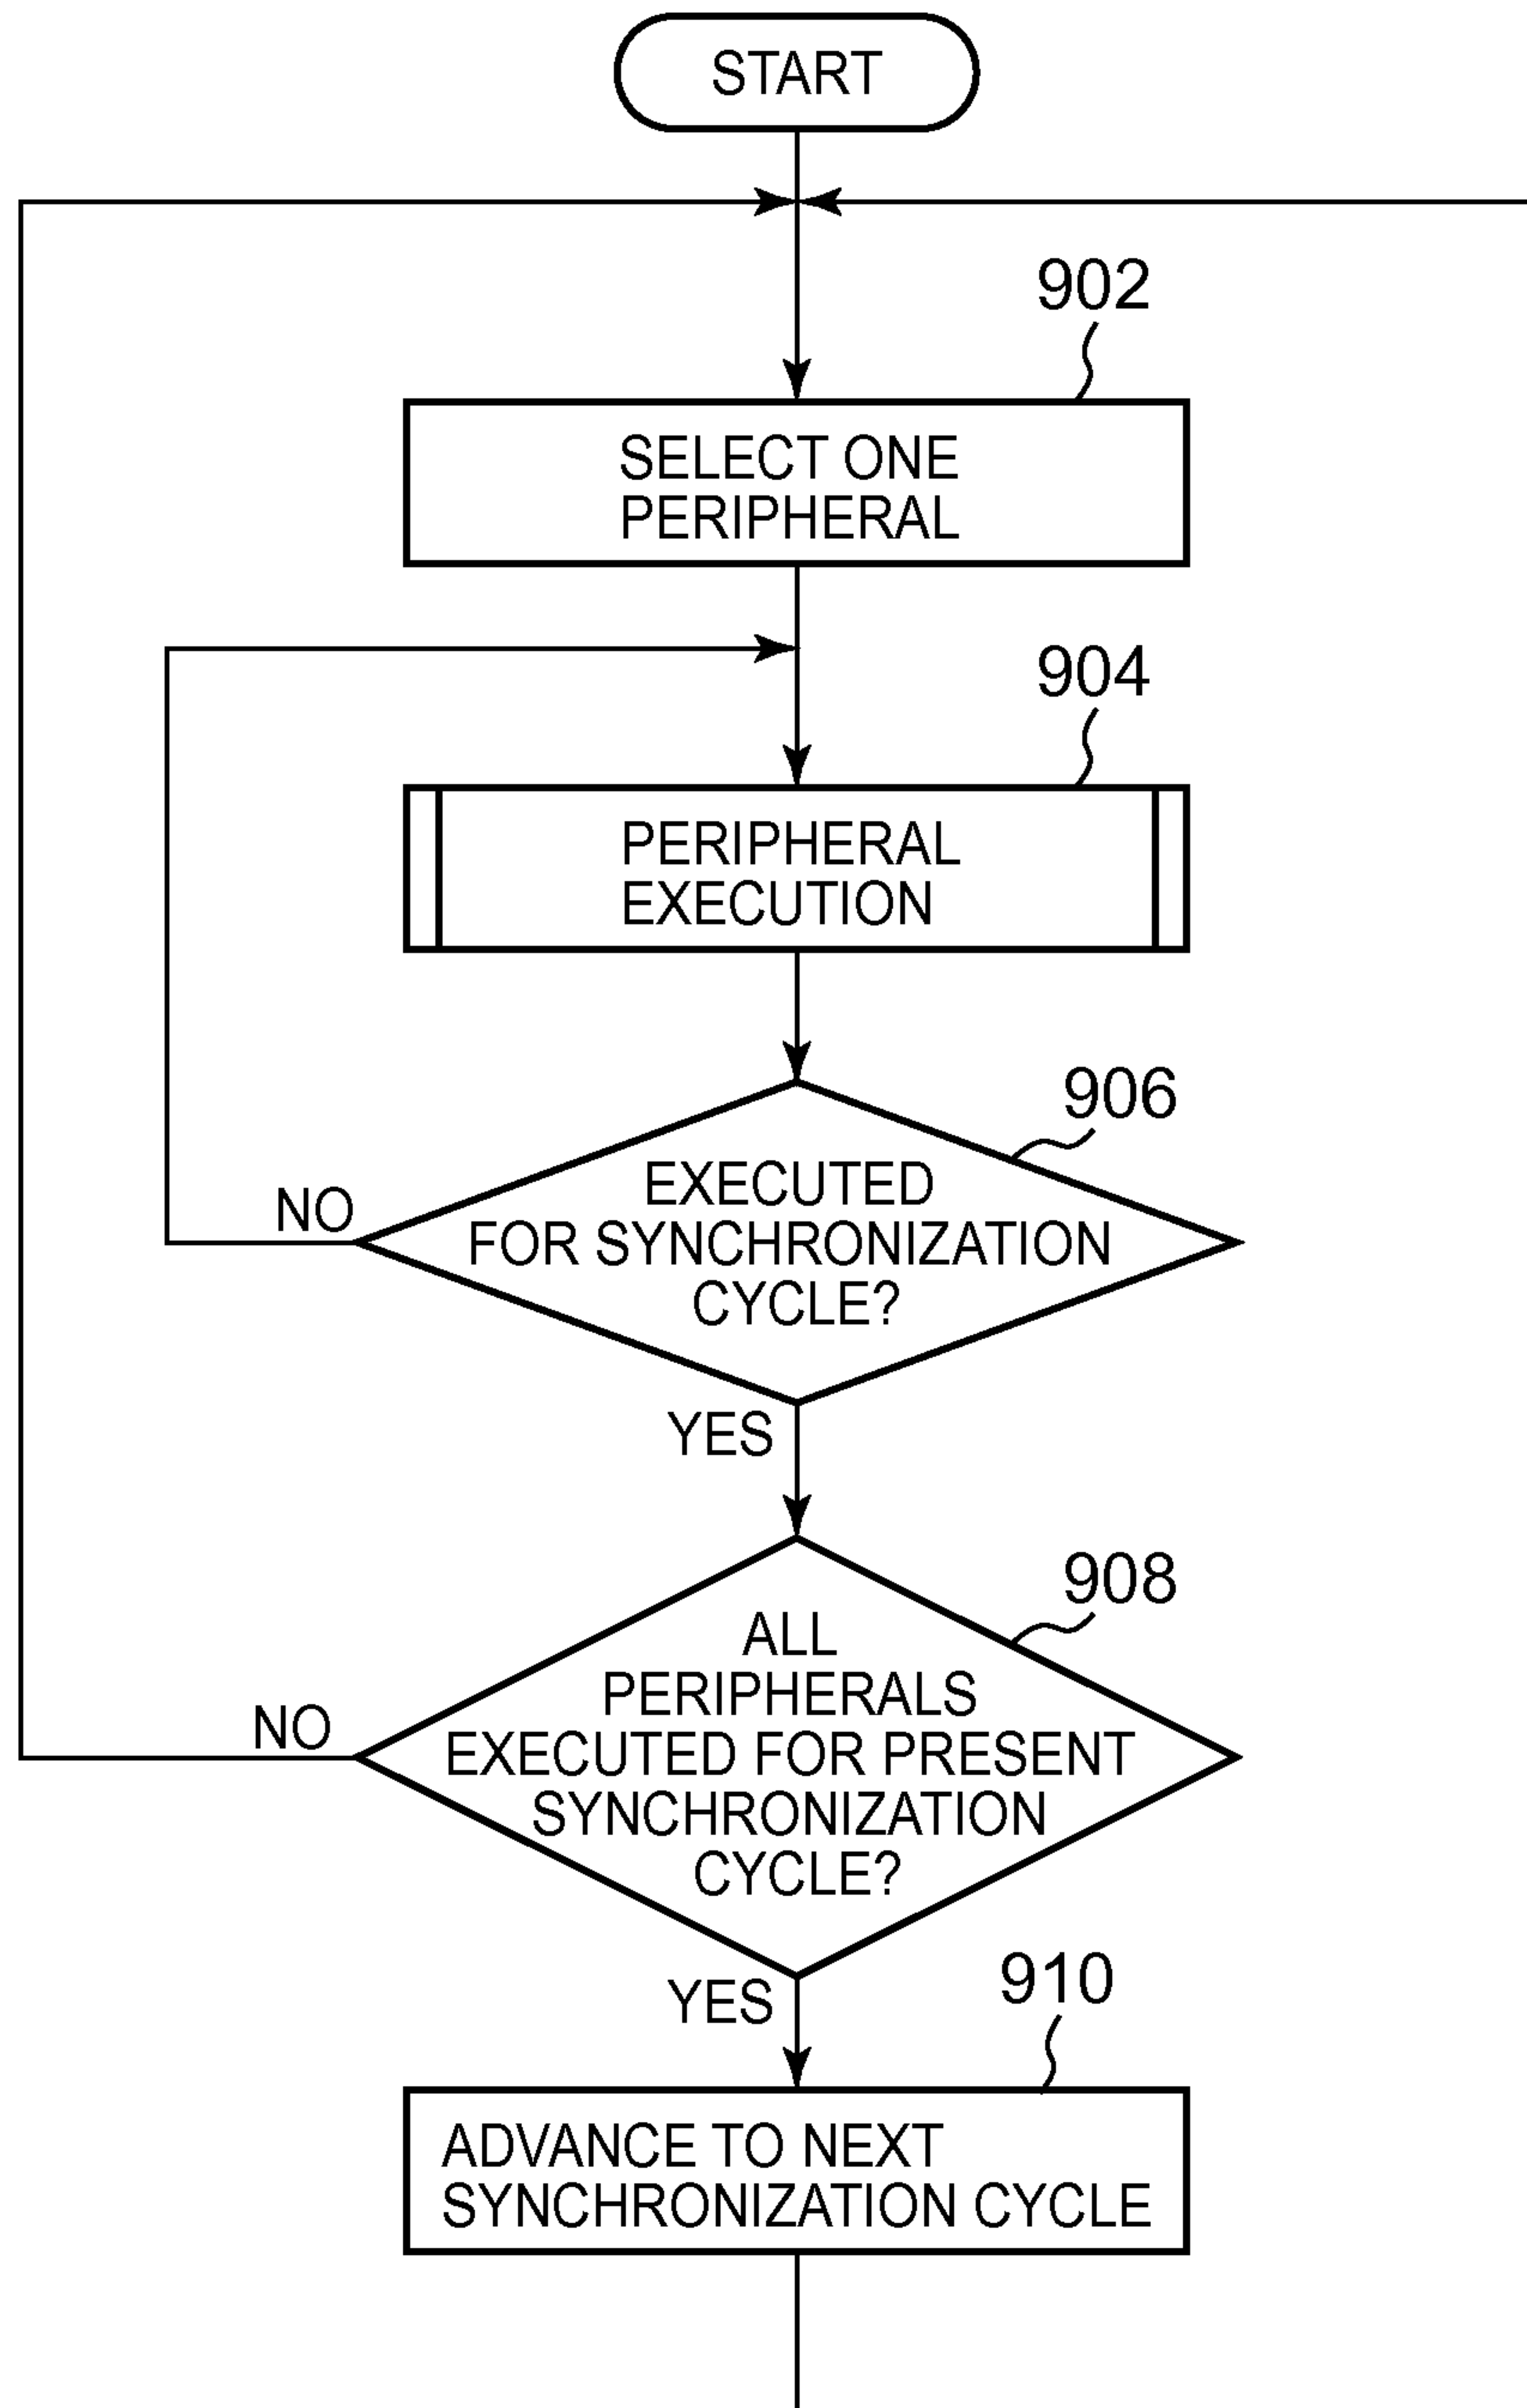 START
902
SELECT ONE
PERIPHERAL
904
PERIPHERAL
EXECUTION
906
EXECUTED
FOR SYNCHRONIZATION
CYCLE?
NO
YES
908
ALL
PERIPHERALS
EXECUTED FOR PRESENT
SYNCHRONIZATION
CYCLE?
NO
YES
910
ADVANCE TO NEXT
SYNCHRONIZATION CYCLE